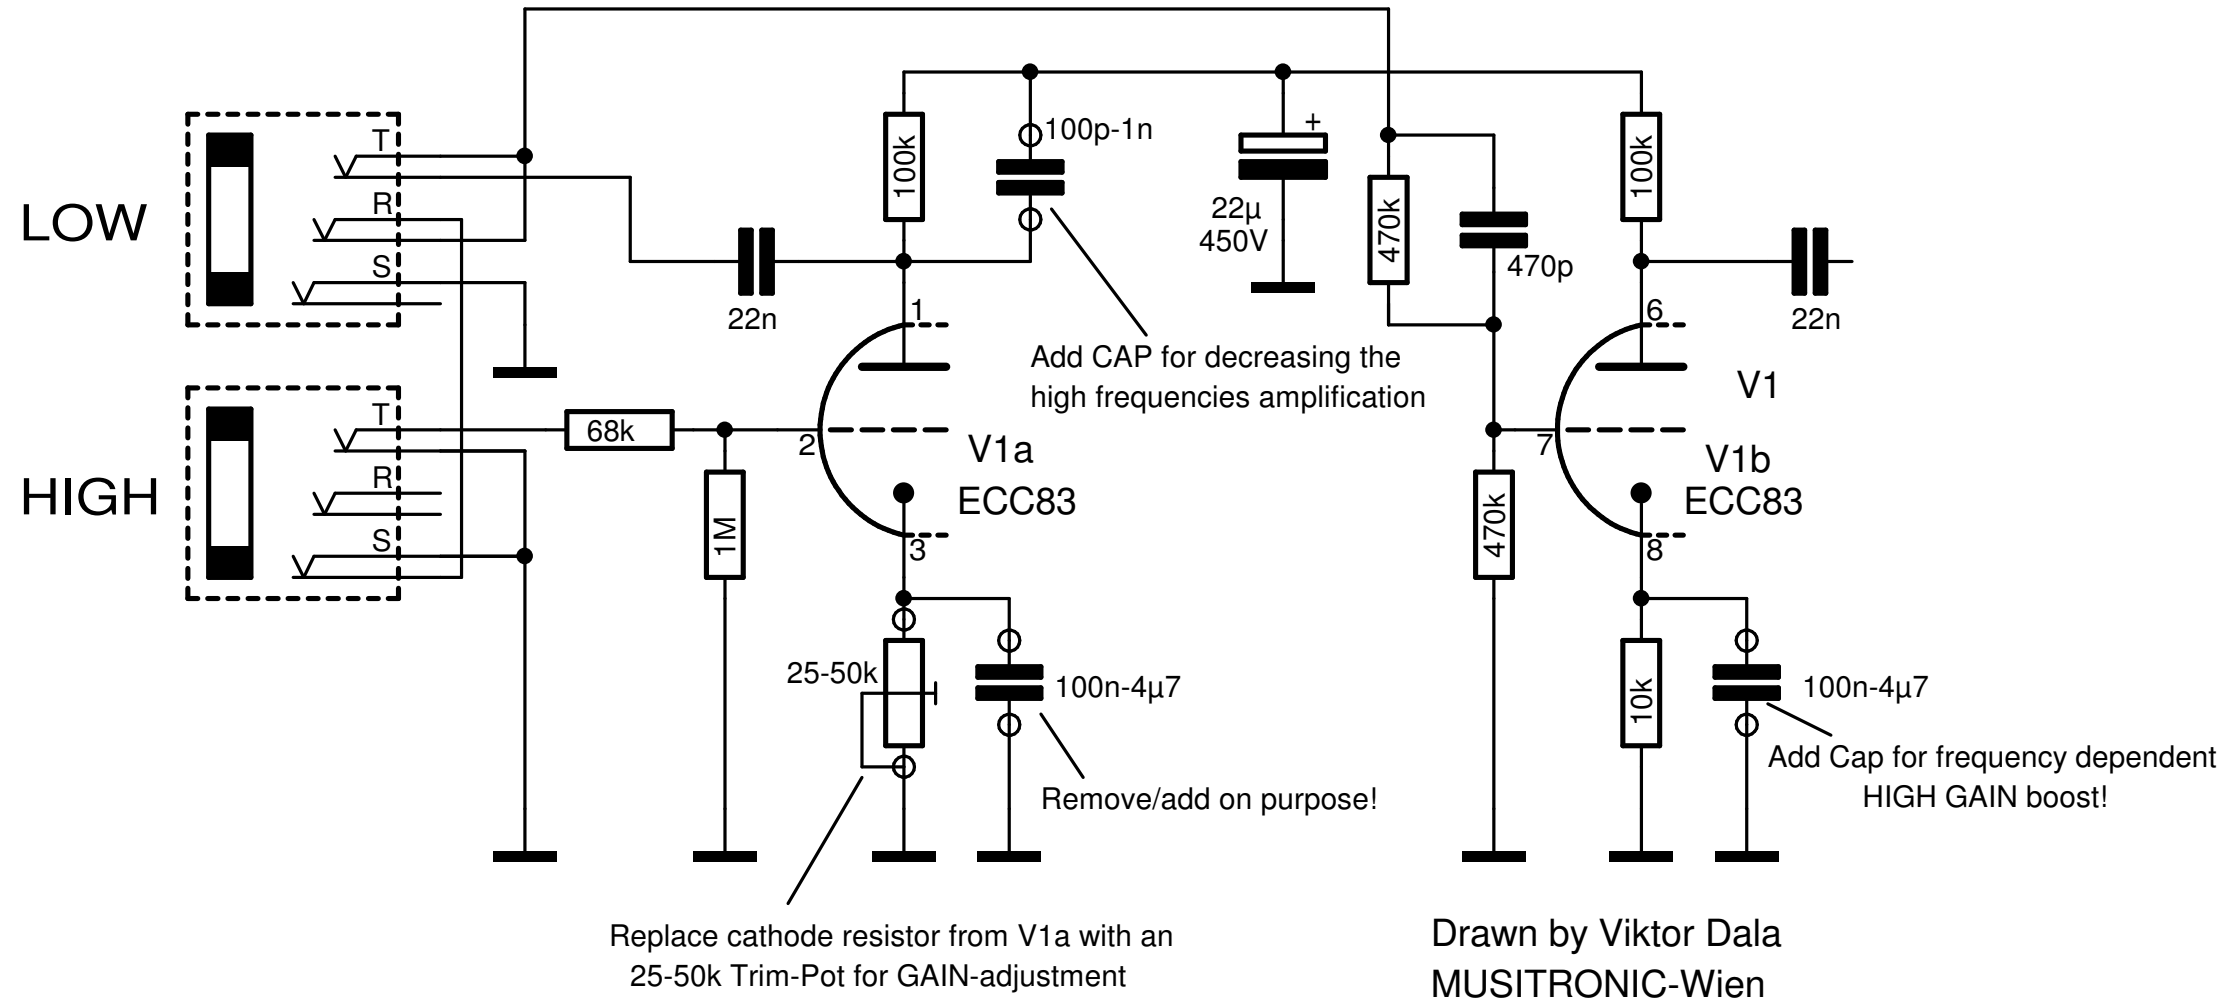 LOW
T
R
S
HIGH
T
R
S
68k
1M
22n
100k
100p-1n
Add CAP for decreasing the
high frequencies amplification
1
2
3
V1a
ECC83
25-50k
100n-4µ7
Remove/add on purpose!
Replace cathode resistor from V1a with an
25-50k Trim-Pot for GAIN-adjustment
+
22µ
450V
470k
470p
470k
100k
22n
6
7
8
V1
V1b
ECC83
10k
100n-4µ7
Add Cap for frequency dependent
HIGH GAIN boost!
Drawn by Viktor Dala
MUSITRONIC-Wien